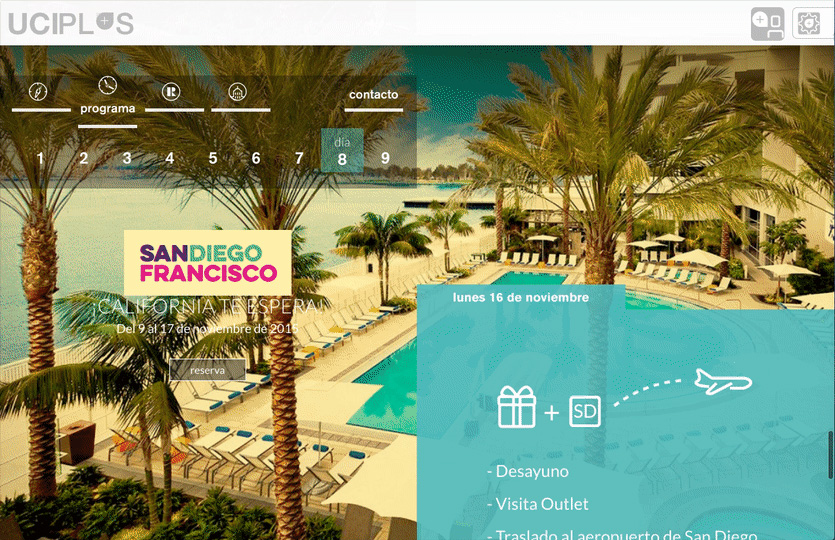 UCIPL+S
programa
contacto
día
1 2 3 4 5 6 7 8 9
SANDIEGO
FRANCISCO
¡CALIFORNIA TE ESPERA!
Del 9 al 17 de noviembre de 2015
reserva
lunes 16 de noviembre
+ SD
- Desayuno
- Visita Outlet
- Traslado al aeropuerto de San Diego